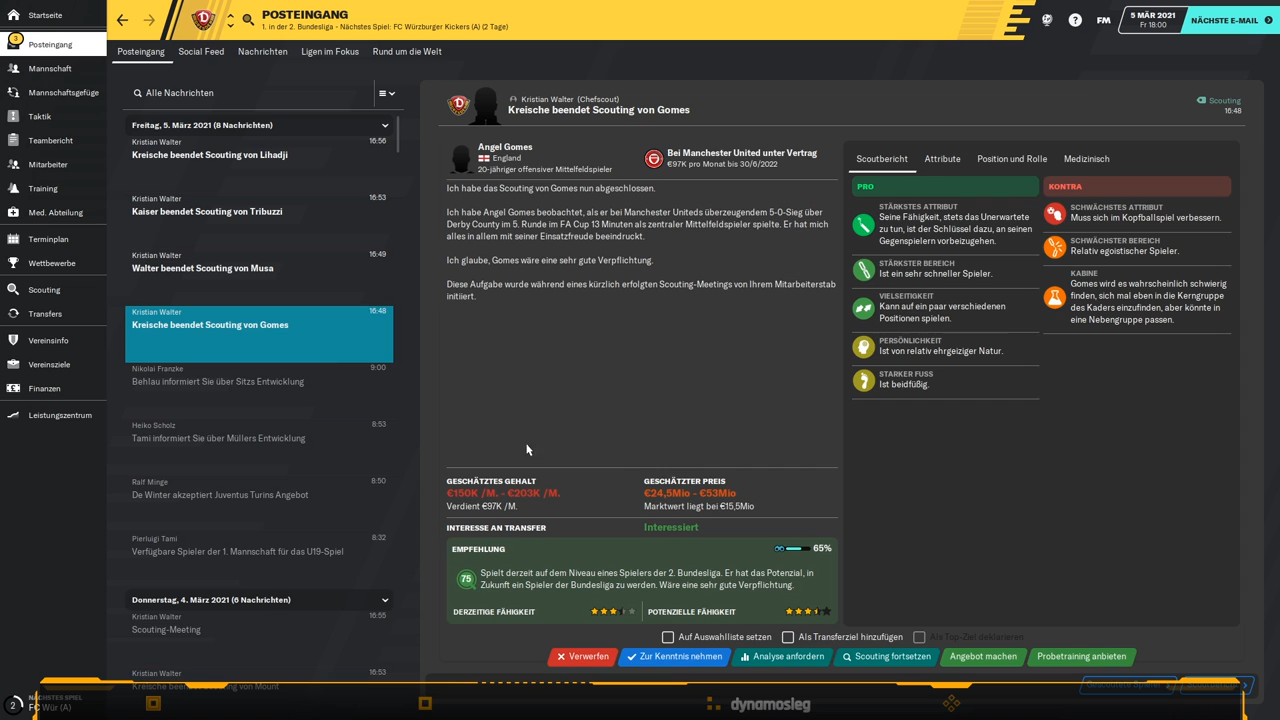 Startseite
3
Posteingang
Mannschaft
Mannschaftsgefüge
Taktik
Teambericht
Mitarbeiter
Training
Med. Abteilung
Terminplan
Wettbewerbe
Scouting
Transfers
Vereinsinfo
Vereinsziele
Finanzen
Leistungszentrum
NÄCHSTES SPIEL
2
FC Wür (A)
POSTEINGANG
1. in der 2. Bundesliga - Nächstes Spiel: FC Würzburger Kickers (A) (2 Tage)
FM
5 MÄR 2021
Fr 18:00
NÄCHSTE E-MAIL
Posteingang
Social Feed
Nachrichten
Ligen im Fokus
Rund um die Welt
Alle Nachrichten
Freitag, 5. März 2021 (8 Nachrichten)
Kristian Walter 16:56
Kreische beendet Scouting von Lihadji
Kristian Walter 16:53
Kaiser beendet Scouting von Tribuzzi
Kristian Walter 16:49
Walter beendet Scouting von Musa
Kristian Walter 16:48
Kreische beendet Scouting von Gomes
Nikolai Franzke 9:00
Behlau informiert Sie über Sitzs Entwicklung
Heiko Scholz 8:53
Tami informiert Sie über Müllers Entwicklung
Ralf Minge 8:50
De Winter akzeptiert Juventus Turins Angebot
Pierluigi Tami 8:32
Verfügbare Spieler der 1. Mannschaft für das U19-Spiel
Donnerstag, 4. März 2021 (6 Nachrichten)
Kristian Walter 16:55
Scouting-Meeting
Kristian Walter 16:53
Kreische beendet Scouting von Mount
Kristian Walter (Chefscout)
Kreische beendet Scouting von Gomes
Scouting
16:48
Angel Gomes
England
20-jähriger offensiver Mittelfeldspieler
Bei Manchester United unter Vertrag
€97K pro Monat bis 30/6/2022
Ich habe das Scouting von Gomes nun abgeschlossen.
Ich habe Angel Gomes beobachtet, als er bei Manchester Uniteds überzeugendem 5-0-Sieg über
Derby County im 5. Runde im FA Cup 13 Minuten als zentraler Mittelfeldspieler spielte. Er hat mich
alles in allem mit seiner Einsatzfreude beeindruckt.
Ich glaube, Gomes wäre eine sehr gute Verpflichtung.
Diese Aufgabe wurde während eines kürzlich erfolgten Scouting-Meetings von Ihrem Mitarbeiterstab
initiiert.
GESCHÄTZTES GEHALT
€150K /M. - €203K /M.
Verdient €97K /M.
GESCHÄTZTER PREIS
€24,5Mio - €53Mio
Marktwert liegt bei €15,5Mio
INTERESSE AN TRANSFER
Interessiert
EMPFEHLUNG
65%
75
Spielt derzeit auf dem Niveau eines Spielers der 2. Bundesliga. Er hat das Potenzial, in
Zukunft ein Spieler der Bundesliga zu werden. Wäre eine sehr gute Verpflichtung.
DERZEITIGE FÄHIGKEIT
POTENZIELLE FÄHIGKEIT
Scoutbericht
Attribute
Position und Rolle
Medizinisch
PRO
STÄRKSTES ATTRIBUT
Seine Fähigkeit, stets das Unerwartete
zu tun, ist der Schlüssel dazu, an seinen
Gegenspielern vorbeizugehen.
STÄRKSTER BEREICH
Ist ein sehr schneller Spieler.
VIELSEITIGKEIT
Kann auf ein paar verschiedenen
Positionen spielen.
PERSÖNLICHKEIT
Ist von relativ ehrgeiziger Natur.
STARKER FUSS
Ist beidfüßig.
KONTRA
SCHWÄCHSTES ATTRIBUT
Muss sich im Kopfballspiel verbessern.
SCHWÄCHSTER BEREICH
Relativ egoistischer Spieler.
KABINE
Gomes wird es wahrscheinlich schwierig
finden, sich mal eben in die Kerngruppe
des Kaders einzufinden, aber könnte in
eine Nebengruppe passen.
Auf Auswahlliste setzen
Als Transferziel hinzufügen
Als Top-Ziel deklarieren
Verwerfen
Zur Kenntnis nehmen
Analyse anfordern
Scouting fortsetzen
Angebot machen
Probetraining anbieten
Gescoutete Spieler
dynamosieg